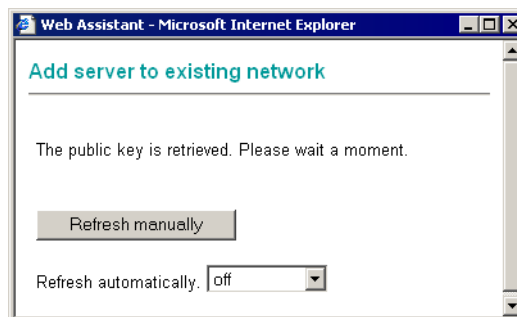 Web Assistant - Microsoft Internet Explorer
Add server to existing network
The public key is retrieved. Please wait a moment.
Refresh manually
Refresh automatically. off